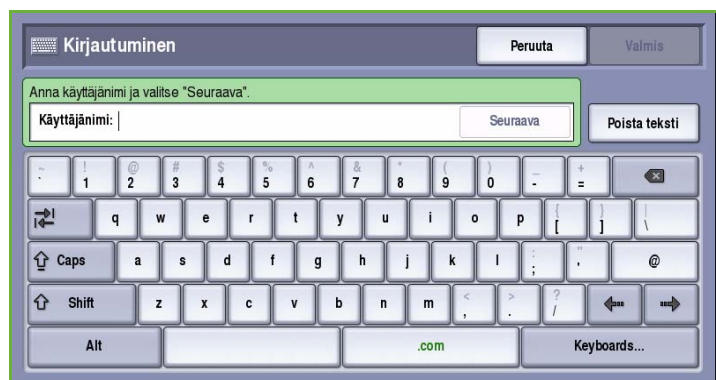 Kirjautuminen Peruuta Valmis
Anna käyttäjänimi ja valitse "Seuraava".
Käyttäjänimi: Seuraava Poista teksti
~ ! @ # $ % ^ & * ( ) _ +
` 1 2 3 4 5 6 7 8 9 0 - =
q w e r t y u i o p { [ } ] | \
Caps a s d f g h j k l : ; " ' @
Shift z x c v b n m < , > . ? /
Alt .com Keyboards...